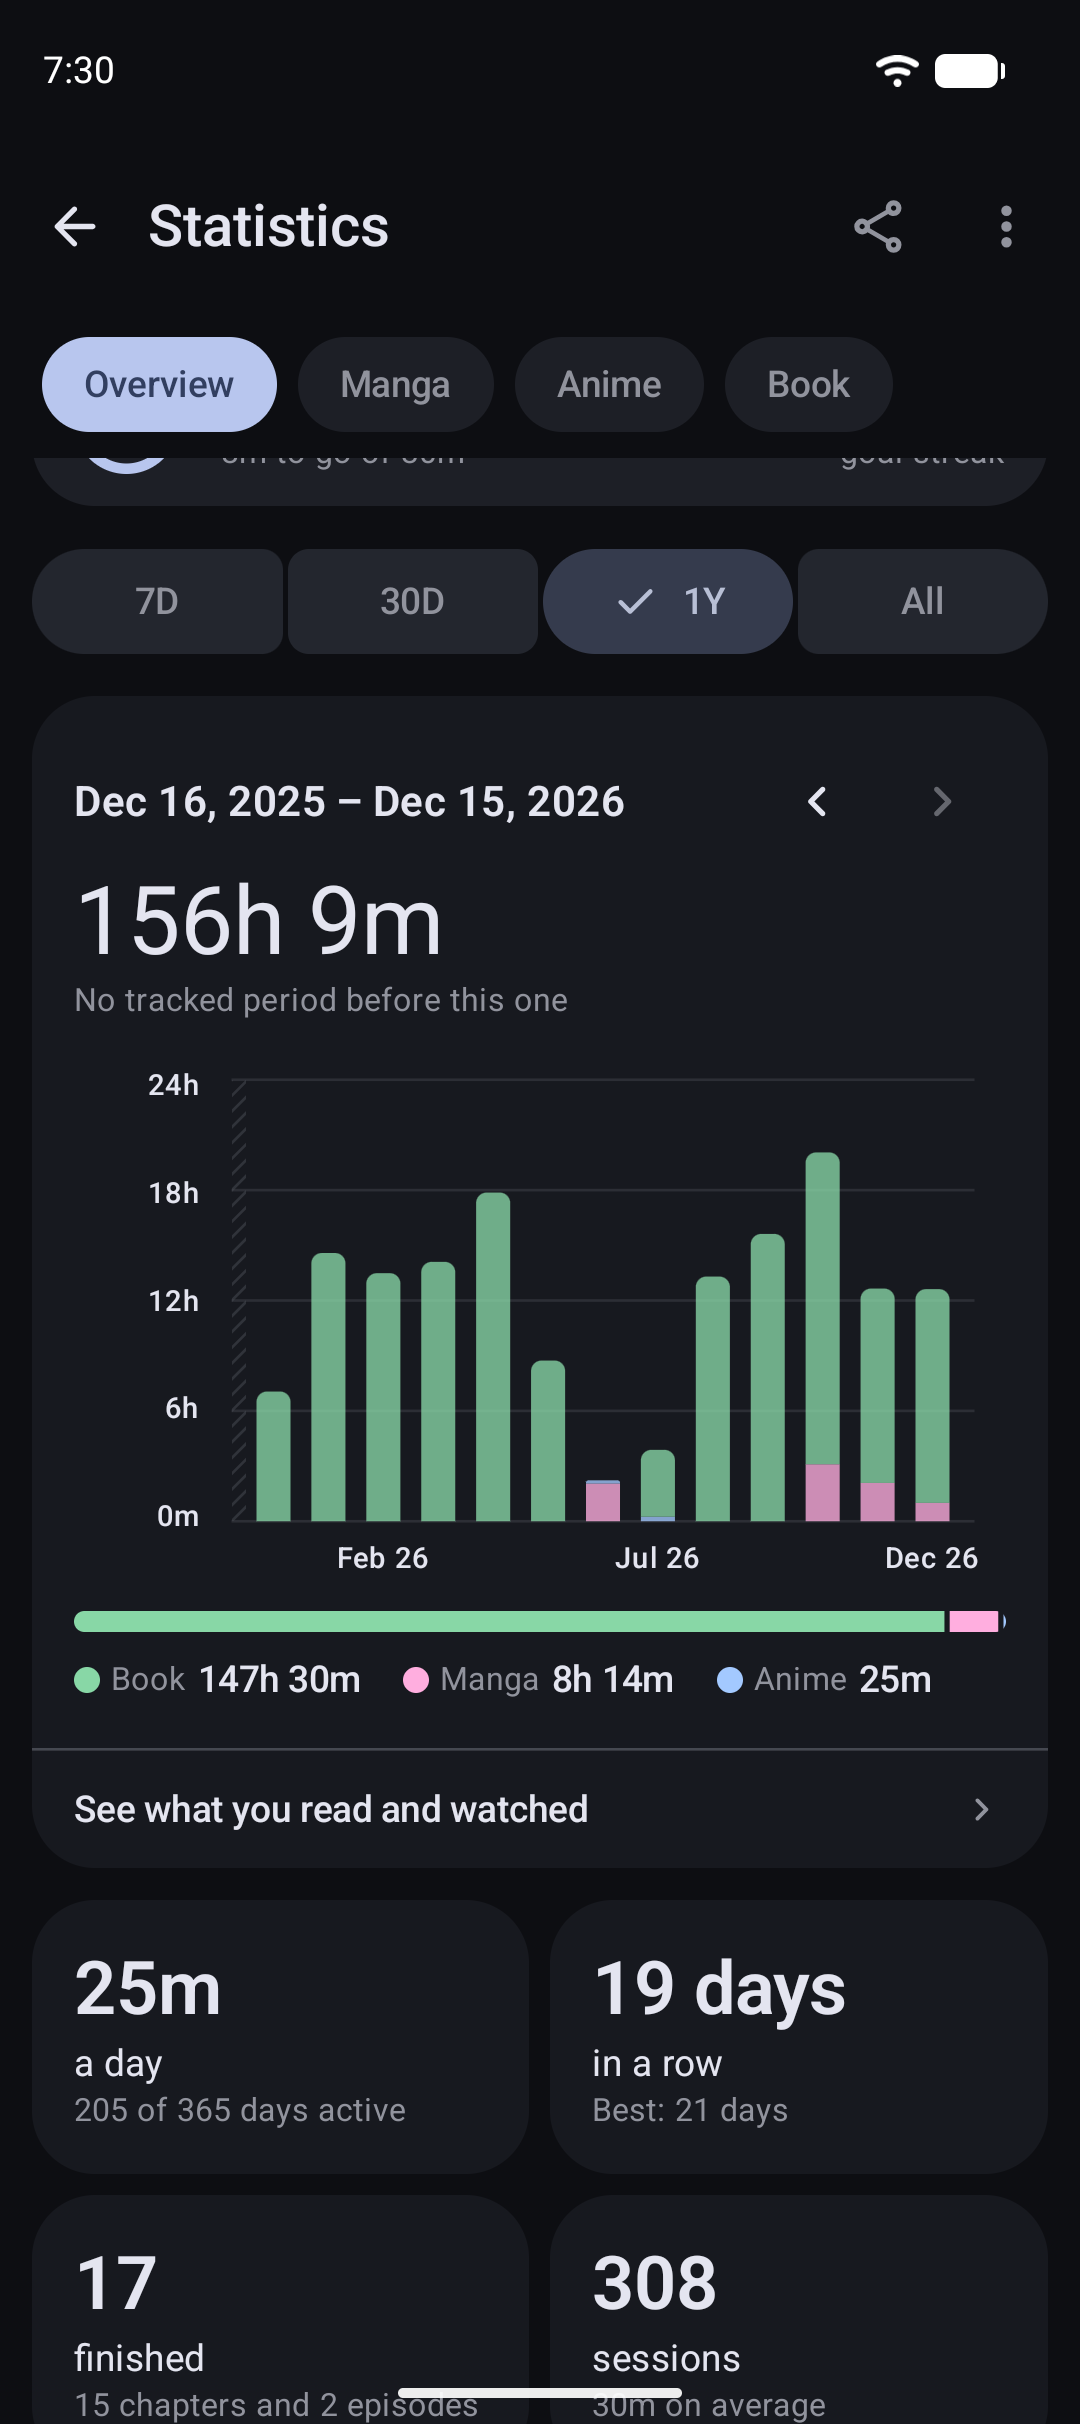 7:30
Statistics
Overview Manga Anime Book
7D 30D 1Y All
Dec 16, 2025 – Dec 15, 2026
156h 9m
No tracked period before this one
24h
18h
12h
6h
0m
Feb 26 Jul 26 Dec 26
Book 147h 30m Manga 8h 14m Anime 25m
See what you read and watched
25m
a day
205 of 365 days active
19 days
in a row
Best: 21 days
17
finished
15 chapters and 2 episodes
308
sessions
30m on average